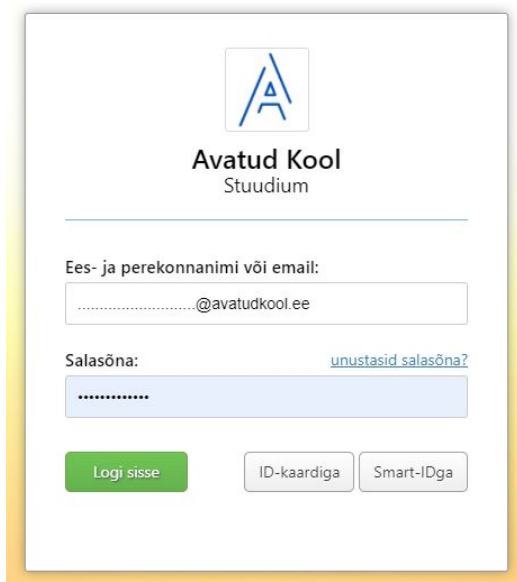 Avatud Kool
Stuudium
Ees- ja perekonnanimi või email:
...........................@avatudkool.ee
Salasõna: unustasid salasõna?
•••••••••••••
Logi sisse ID-kaardiga Smart-IDga